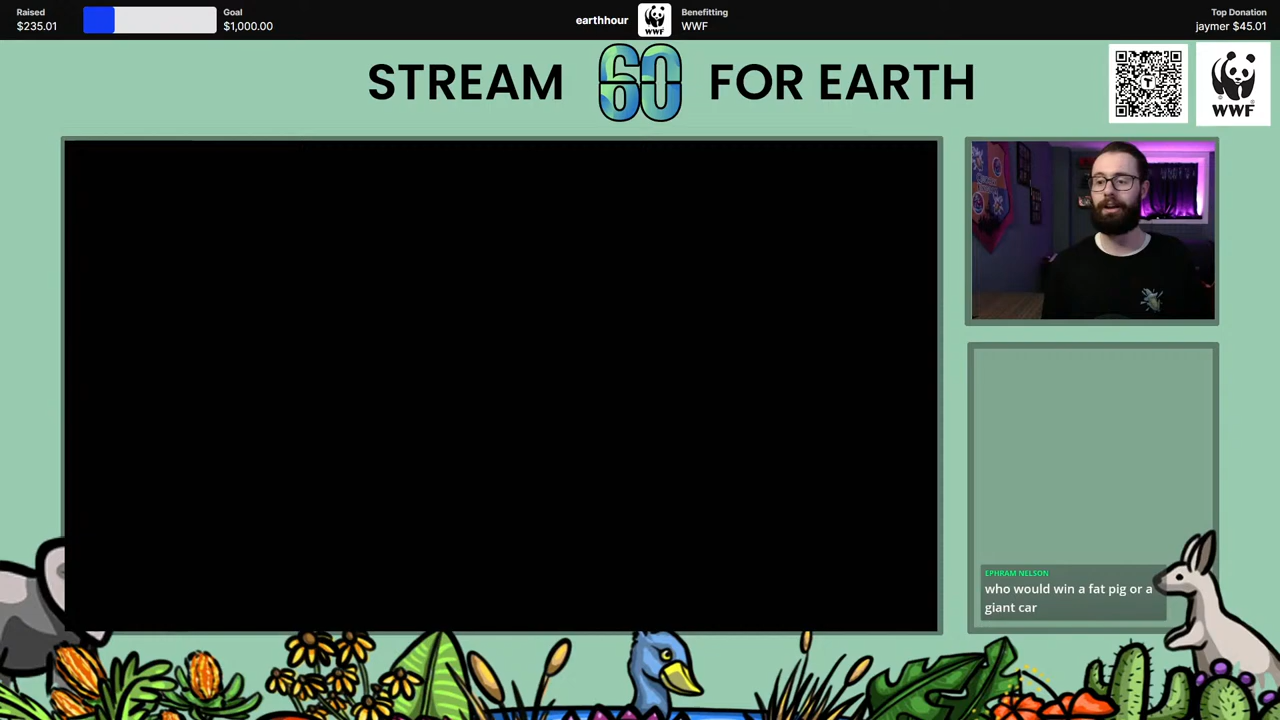 Raised
$235.01
Goal
$1,000.00
earthhour
WWF
Benefitting
WWF
Top Donation
jaymer $45.01
STREAM 60 FOR EARTH
WWF
EPHRAM NELSON
who would win a fat pig or a
giant car